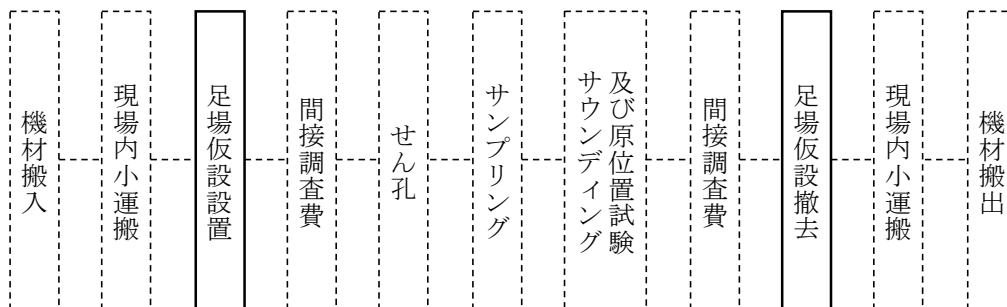 機材搬入
現場内小運搬
足場仮設設置
間接調査費
せん孔
サンプリング
サウンディング
及び原位置試験
間接調査費
足場仮設撤去
現場内小運搬
機材搬出